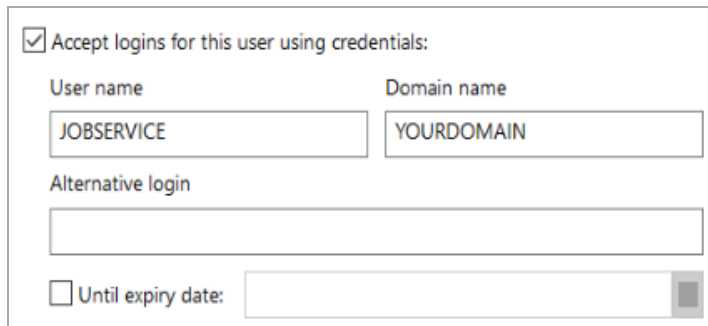 Accept logins for this user using credentials:
User name Domain name
JOBSERVICE YOURDOMAIN
Alternative login
Until expiry date: